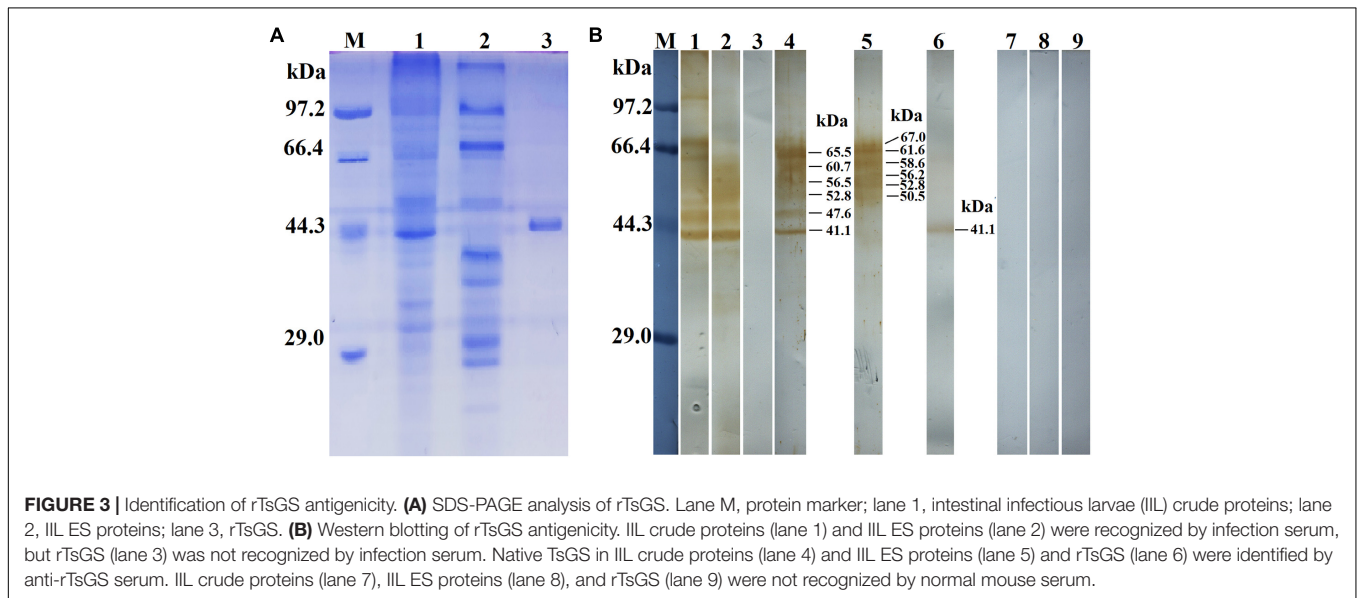 A
M 1 2 3
kDa
97.2
66.4
44.3
29.0
B
M 1 2 3 4 5 6 7 8 9
kDa
97.2
66.4
44.3
29.0
kDa
65.5
60.7
56.5
52.8
47.6
41.1
kDa
67.0
61.6
58.6
56.2
52.8
50.5
kDa
41.1
FIGURE 3 | Identification of rTsGS antigenicity. (A) SDS-PAGE analysis of rTsGS. Lane M, protein marker; lane 1, intestinal infectious larvae (IIL) crude proteins; lane
2, IIL ES proteins; lane 3, rTsGS. (B) Western blotting of rTsGS antigenicity. IIL crude proteins (lane 1) and IIL ES proteins (lane 2) were recognized by infection serum,
but rTsGS (lane 3) was not recognized by infection serum. Native TsGS in IIL crude proteins (lane 4) and IIL ES proteins (lane 5) and rTsGS (lane 6) were identified by
anti-rTsGS serum. IIL crude proteins (lane 7), IIL ES proteins (lane 8), and rTsGS (lane 9) were not recognized by normal mouse serum.